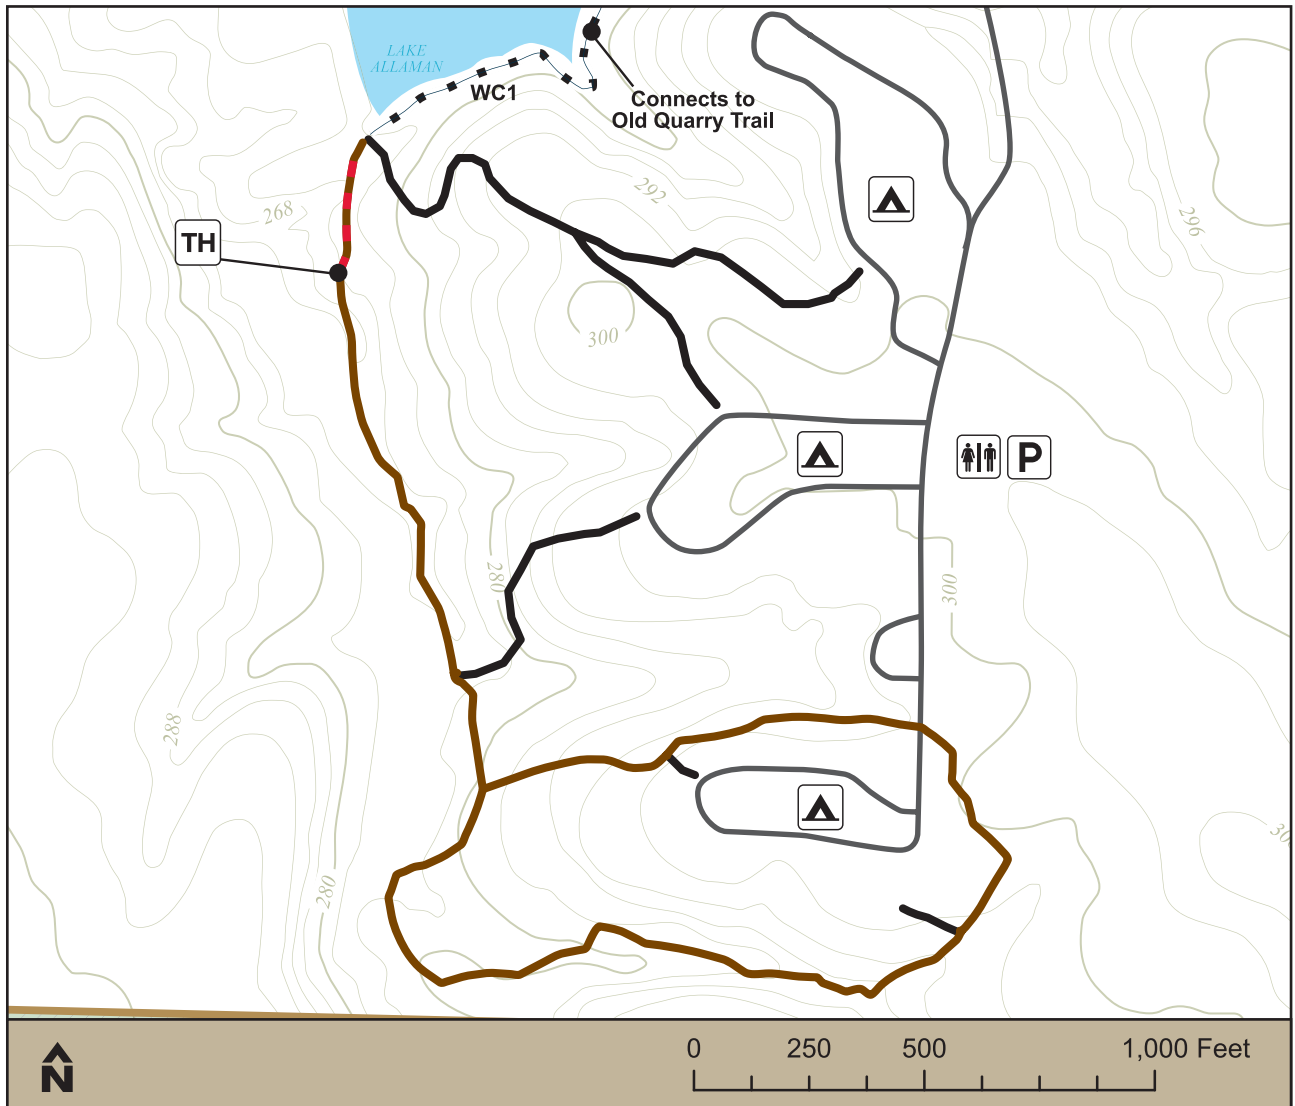 LAKE
ALLAMAN
WC1
Connects to
Old Quarry Trail
292
268
296
TH
300
P
280
300
288
280
300
N
0 250 500 1,000 Feet